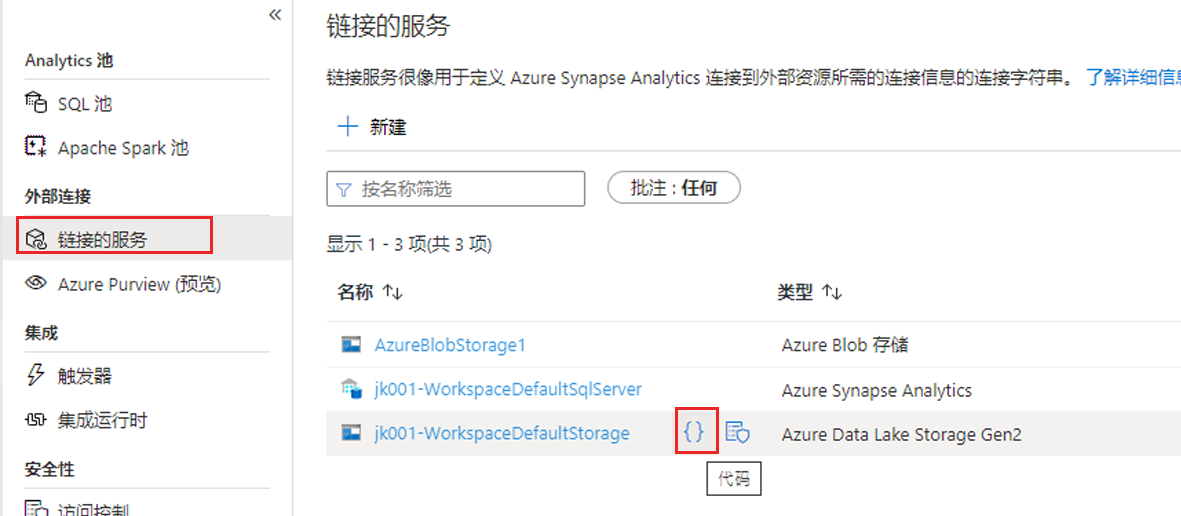 «
Analytics 池
SQL 池
Apache Spark 池
外部连接
链接的服务
Azure Purview (预览)
集成
触发器
集成运行时
安全性
访问控制
链接的服务
链接服务很像用于定义 Azure Synapse Analytics 连接到外部资源所需的连接信息的连接字符串。 了解详细信息
新建
按名称筛选
批注 : 任何
显示 1 - 3 项(共 3 项)
名称 类型
AzureBlobStorage1 Azure Blob 存储
jk001-WorkspaceDefaultSqlServer Azure Synapse Analytics
jk001-WorkspaceDefaultStorage {} Azure Data Lake Storage Gen2
代码